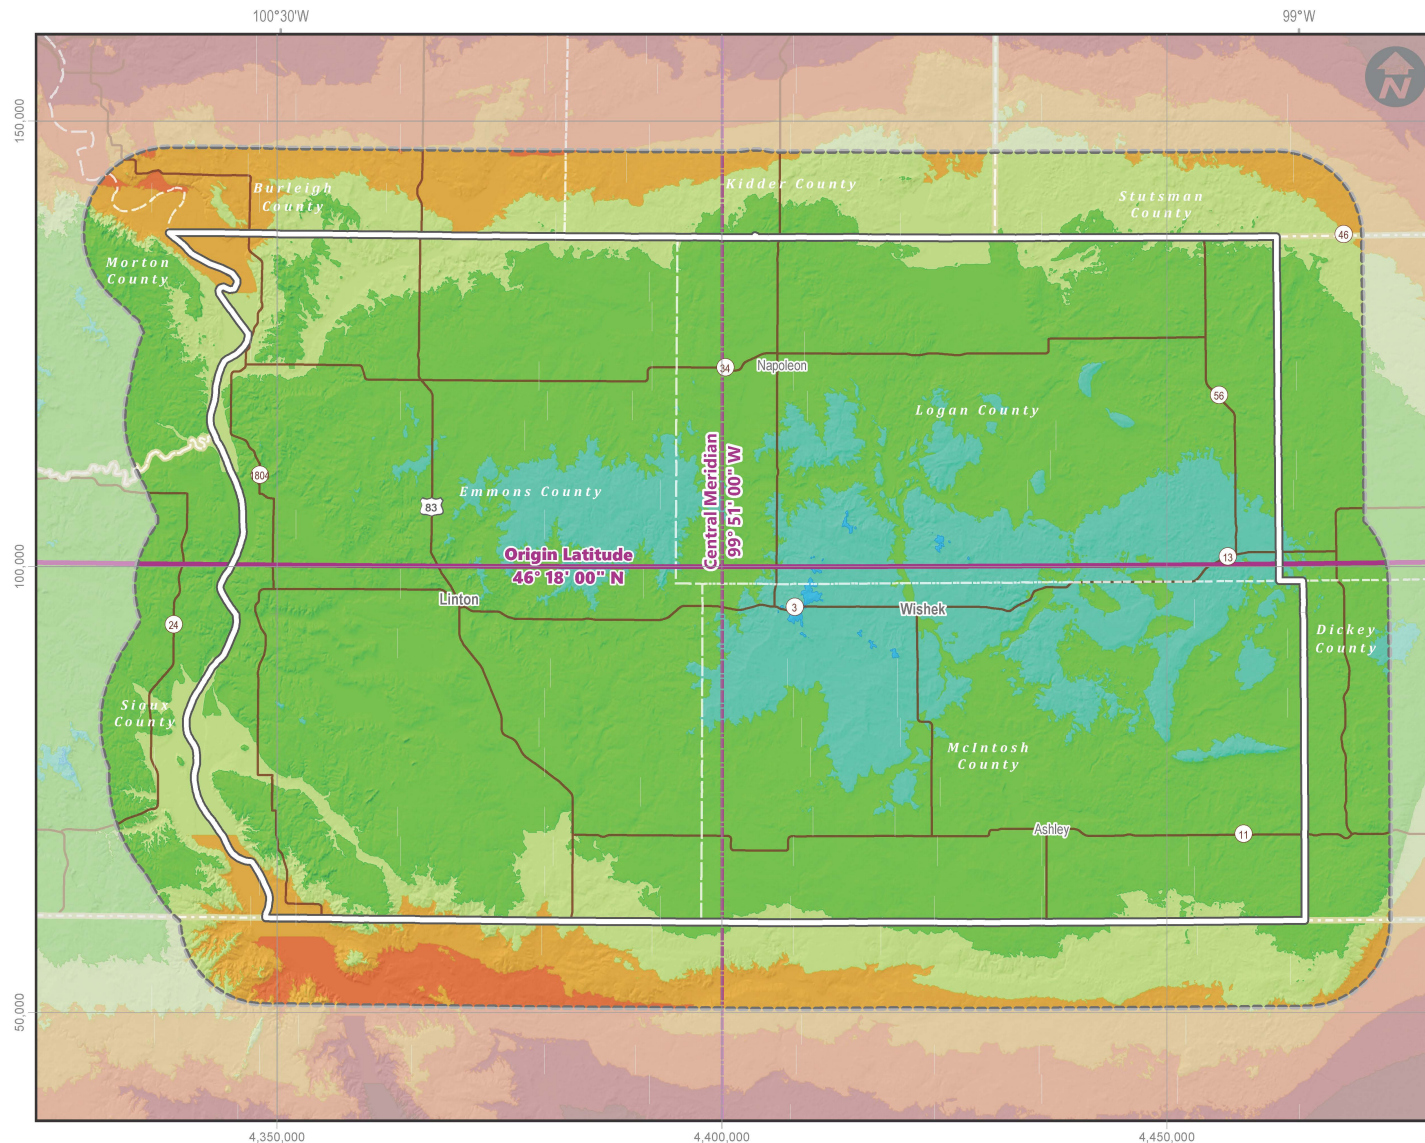 100°30'W
99°W
N
150,000
Burleigh
County
Kidder County
Stutsman
County
46
Morton
County
34
Napoleon
56
Logan County
Central Meridian
99° 51' 00" W
1804
Emmons County
83
Origin Latitude
46° 18' 00" N
100,000
13
Linton
3
Wishek
24
Dickey
County
Sioux
County
McIntosh
County
Ashley
11
50,000
4,350,000
4,400,000
4,450,000